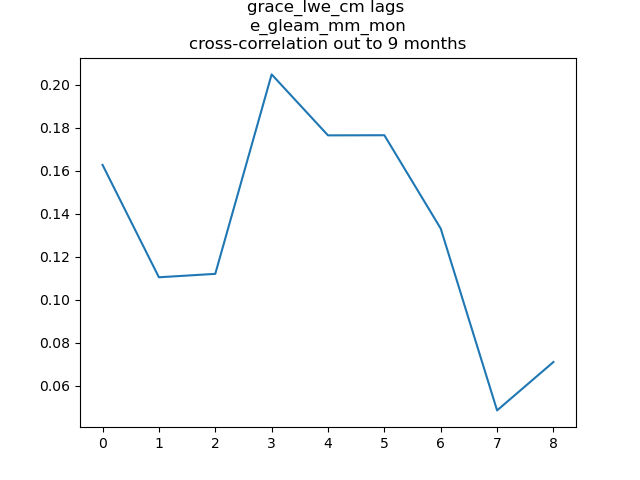 grace_lwe_cm lags
e_gleam_mm_mon
cross-correlation out to 9 months
0.20
0.18
0.16
0.14
0.12
0.10
0.08
0.06
0 1 2 3 4 5 6 7 8